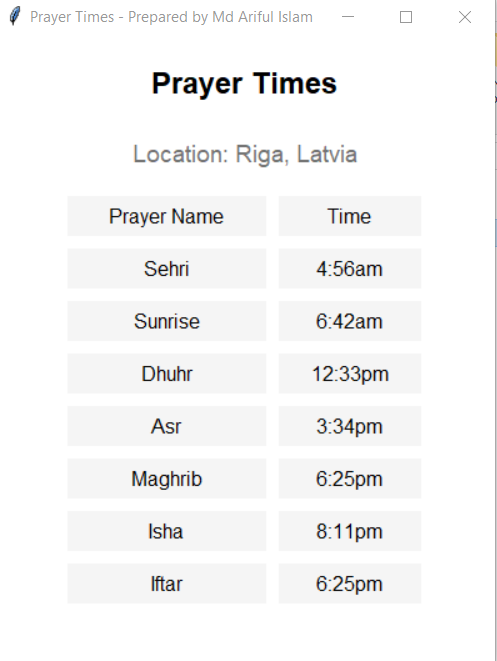 Prayer Times - Prepared by Md Ariful Islam
Prayer Times
Location: Riga, Latvia
Prayer Name Time
Sehri 4:56am
Sunrise 6:42am
Dhuhr 12:33pm
Asr 3:34pm
Maghrib 6:25pm
Isha 8:11pm
Iftar 6:25pm